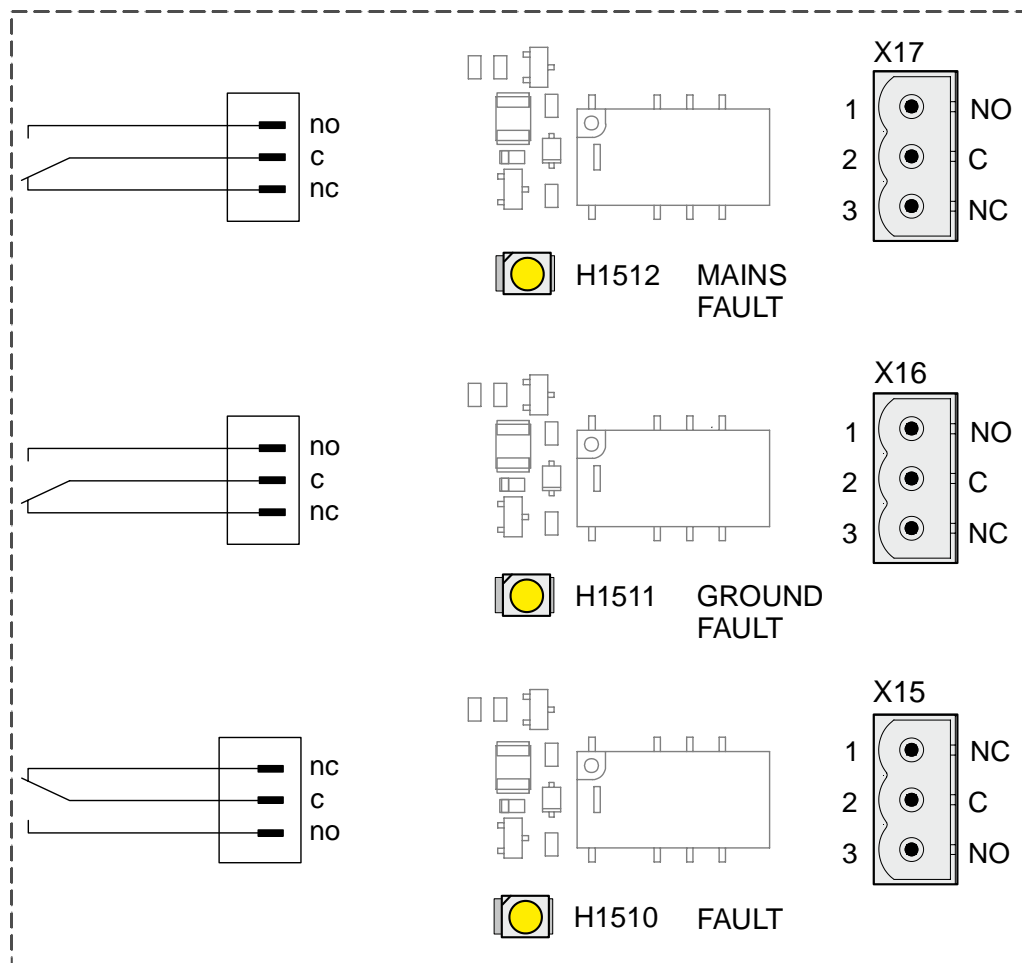 X17
no
1
NO
c
2
C
nc
3
NC
H1512 MAINS
FAULT
X16
no
1
NO
c
2
C
nc
3
NC
H1511 GROUND
FAULT
X15
nc
1
NC
c
2
C
no
3
NO
H1510 FAULT